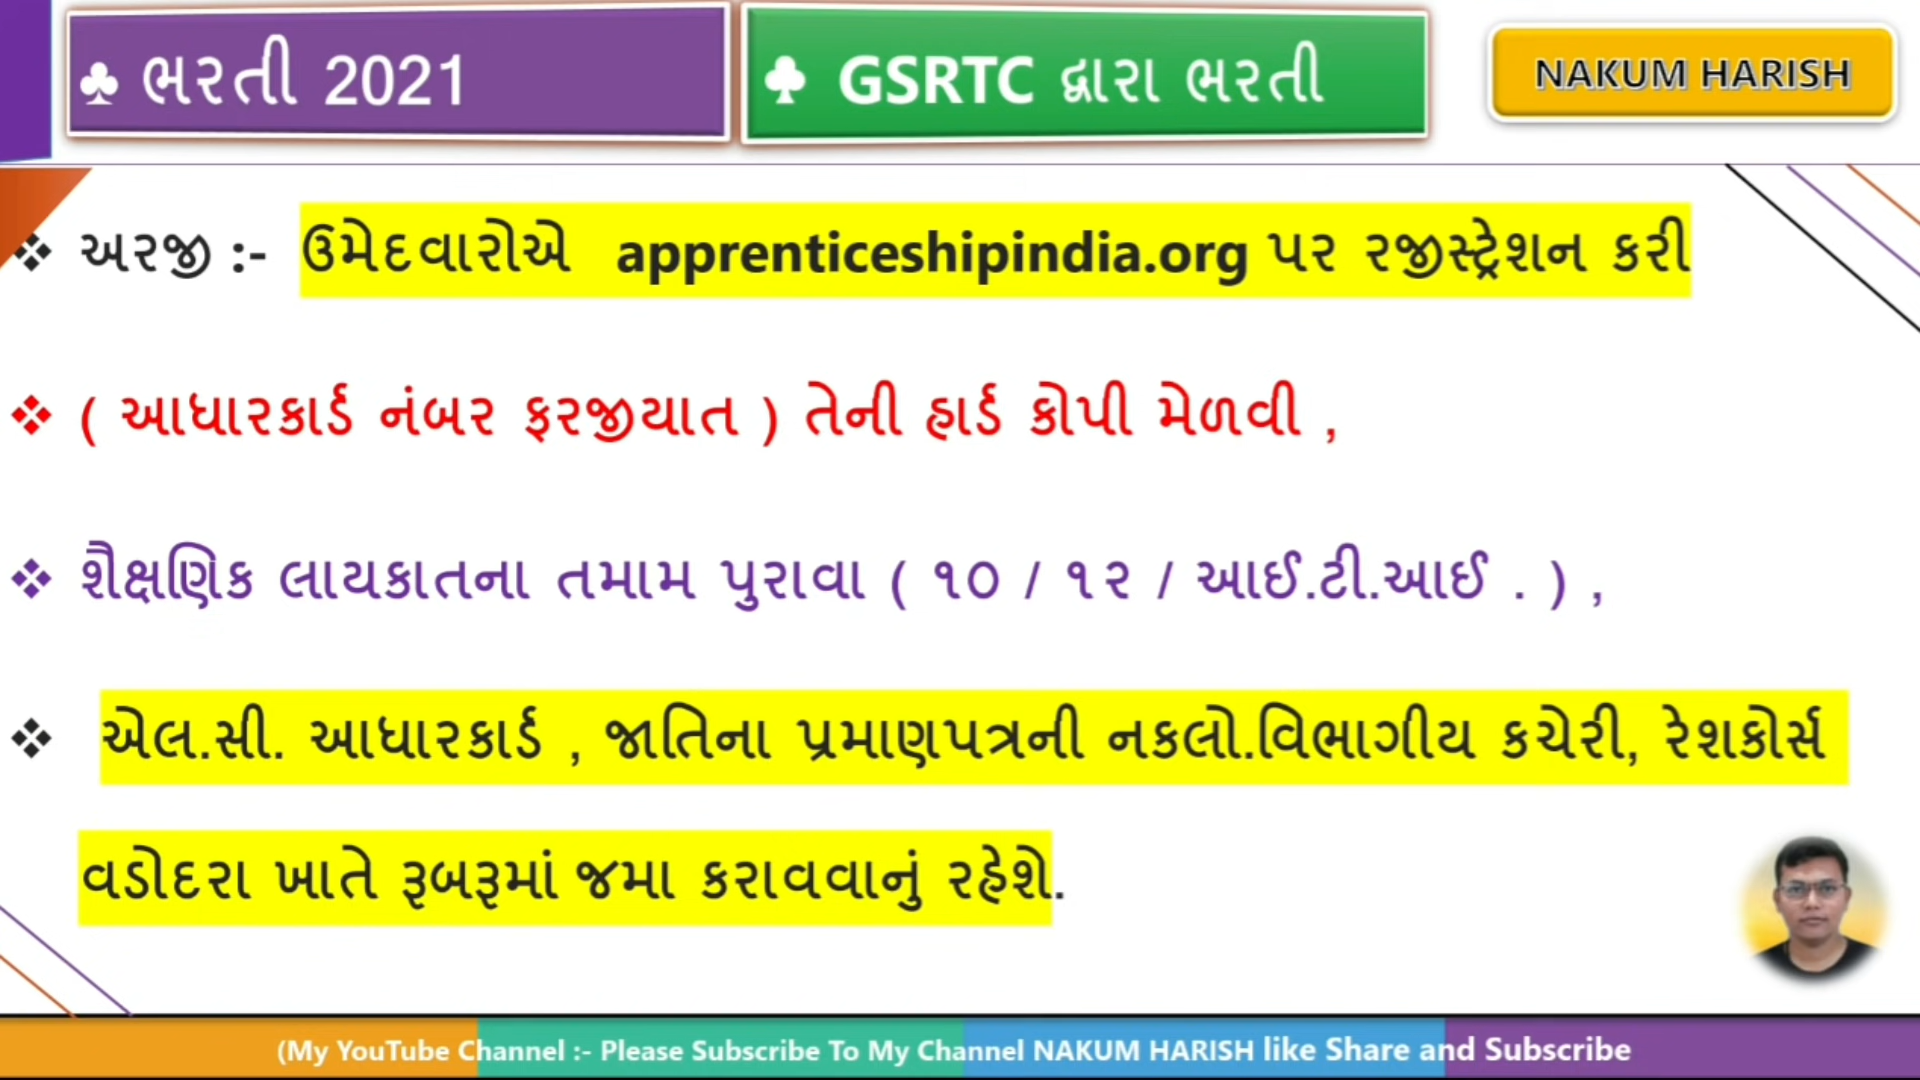 ♣ ભરતી 2021
♣ GSRTC દ્વારા ભરતી
NAKUM HARISH
❖ અરજી :- ઉમેદવારોએ apprenticeshipindia.org પર રજીસ્ટ્રેશન કરી
❖ ( આધારકાર્ડ નંબર ફરજીયાત ) તેની હાર્ડ કોપી મેળવી ,
❖ શૈક્ષણિક લાયકાતના તમામ પુરાવા ( ૧૦ / ૧૨ / આઈ.ટી.આઈ . ) ,
❖ એલ.સી. આધારકાર્ડ , જાતિના પ્રમાણપત્રની નકલો.વિભાગીય કચેરી, રેશકોર્સ
વડોદરા ખાતે રૂબરૂમાં જમા કરાવવાનું રહેશે.
(My YouTube Channel :- Please Subscribe To My Channel NAKUM HARISH like Share and Subscribe